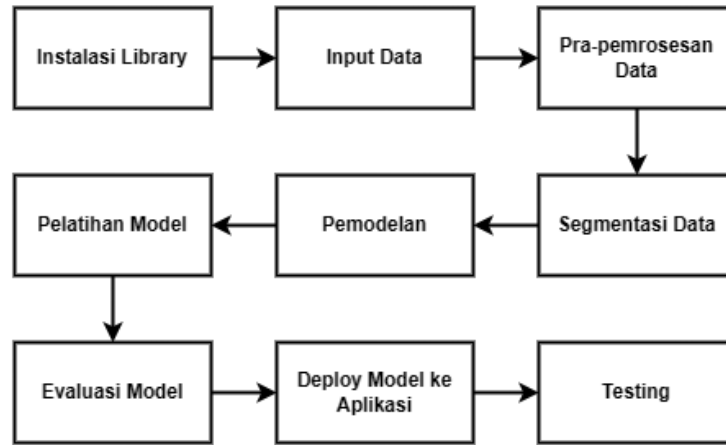 Instalasi Library
Input Data
Pra-pemrosesan
Data
Segmentasi Data
Pemodelan
Pelatihan Model
Evaluasi Model
Deploy Model ke
Aplikasi
Testing